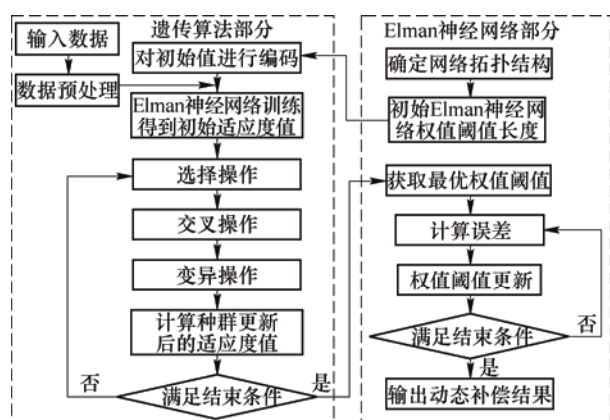 遗传算法部分
输入数据
数据预处理
对初始值进行编码
Elman神经网络训练
得到初始适应度值
选择操作
交叉操作
变异操作
计算种群更新
后的适应度值
满足结束条件
否
是
Elman神经网络部分
确定网络拓扑结构
初始Elman神经网
络权值阈值长度
获取最优权值阈值
计算误差
权值阈值更新
满足结束条件
否
是
输出动态补偿结果